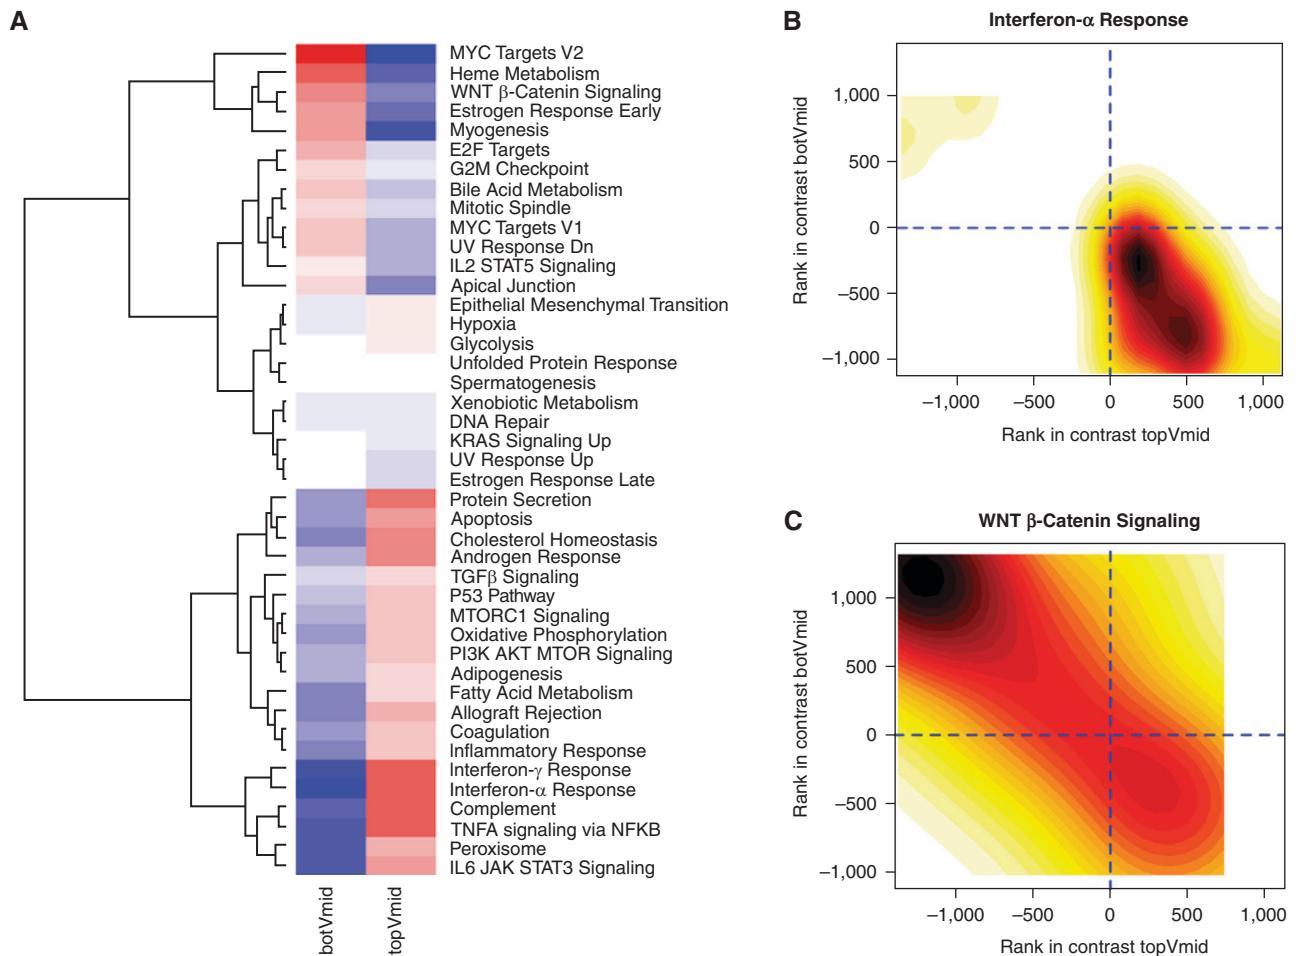 A
MYC Targets V2
Heme Metabolism
WNT β-Catenin Signaling
Estrogen Response Early
Myogenesis
E2F Targets
G2M Checkpoint
Bile Acid Metabolism
Mitotic Spindle
MYC Targets V1
UV Response Dn
IL2 STAT5 Signaling
Apical Junction
Epithelial Mesenchymal Transition
Hypoxia
Glycolysis
Unfolded Protein Response
Spermatogenesis
Xenobiotic Metabolism
DNA Repair
KRAS Signaling Up
UV Response Up
Estrogen Response Late
Protein Secretion
Apoptosis
Cholesterol Homeostasis
Androgen Response
TGFβ Signaling
P53 Pathway
MTORC1 Signaling
Oxidative Phosphorylation
PI3K AKT MTOR Signaling
Adipogenesis
Fatty Acid Metabolism
Allograft Rejection
Coagulation
Inflammatory Response
Interferon-γ Response
Interferon-α Response
Complement
TNFA signaling via NFKB
Peroxisome
IL6 JAK STAT3 Signaling
botVmid
topVmid
B
Interferon-α Response
Rank in contrast botVmid
1,000
500
0
−500
−1,000
−1,000 −500 0 500 1,000
Rank in contrast topVmid
C
WNT β-Catenin Signaling
Rank in contrast botVmid
1,000
500
0
−500
−1,000
−1,000 −500 0 500 1,000
Rank in contrast topVmid